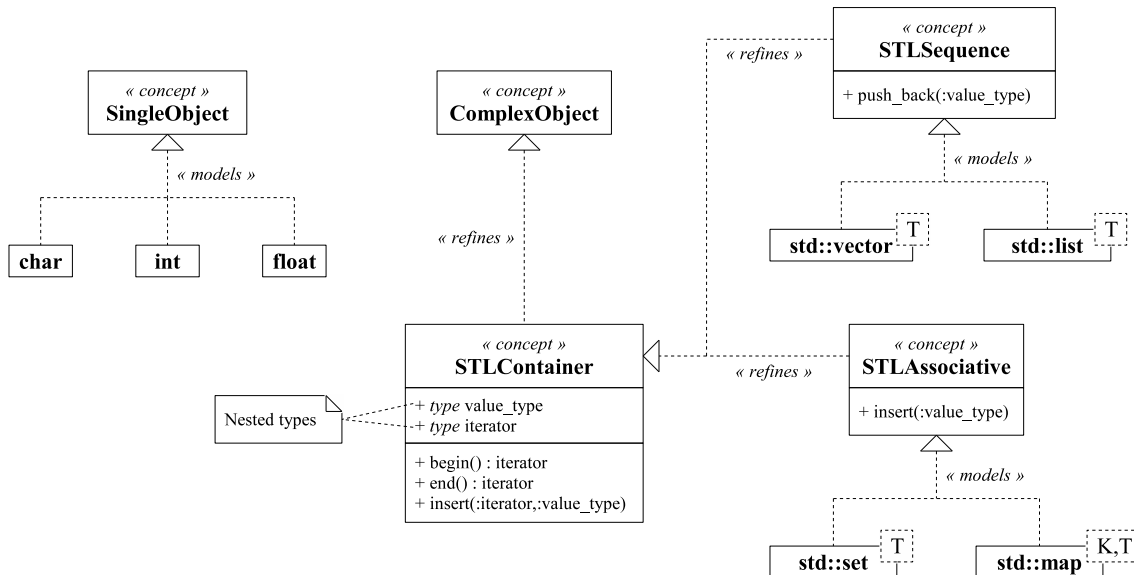 « concept »
SingleObject
« models »
char
int
float
« concept »
ComplexObject
« refines »
« concept »
STLContainer
+ type value_type
+ type iterator
+ begin() : iterator
+ end() : iterator
+ insert(:iterator,:value_type)
Nested types
« refines »
« concept »
STLSequence
+ push_back(:value_type)
« models »
std::vector
T
std::list
T
« refines »
« concept »
STLAssociative
+ insert(:value_type)
« models »
std::set
T
std::map
K,T